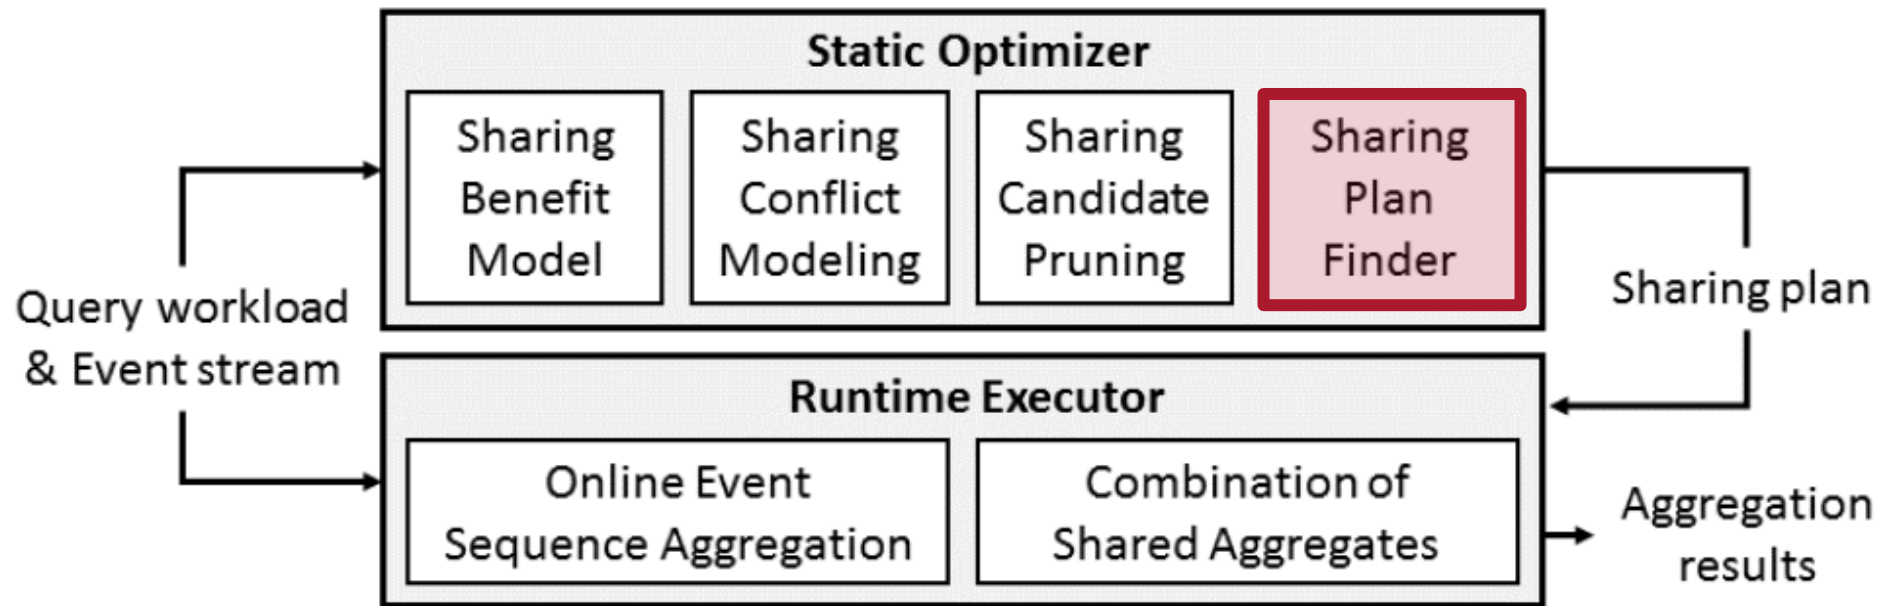 Static Optimizer
Sharing
Benefit
Model
Sharing
Conflict
Modeling
Sharing
Candidate
Pruning
Sharing
Plan
Finder
Query workload
& Event stream
Sharing plan
Runtime Executor
Online Event
Sequence Aggregation
Combination of
Shared Aggregates
Aggregation
results